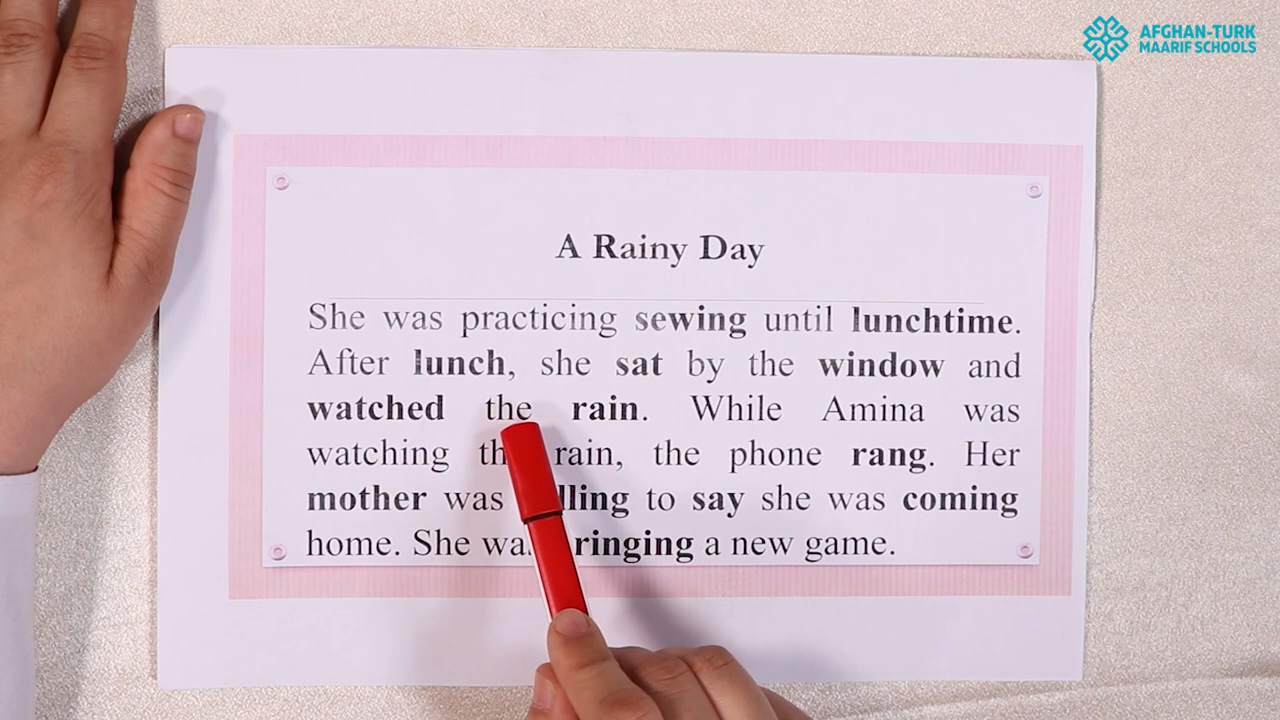 AFGHAN-TURK
MAARIF SCHOOLS
A Rainy Day
She was practicing sewing until lunchtime.
After lunch, she sat by the window and
watched the rain. While Amina was
watching rain, the phone rang. Her
mother was to say she was coming
home. She a new game.